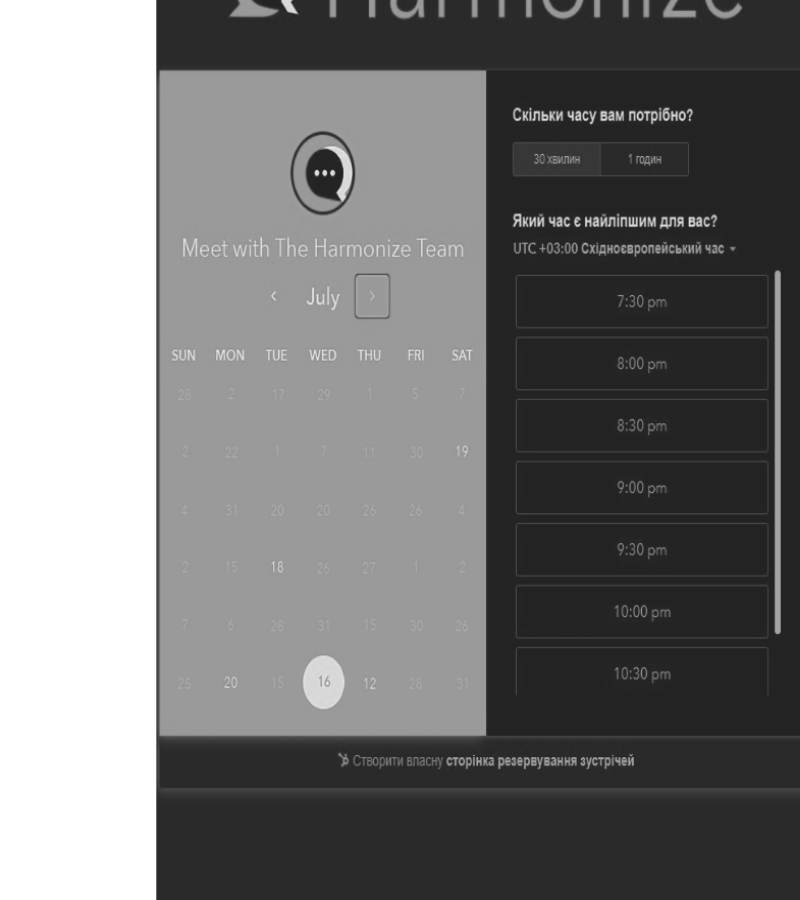 Harmonize
Meet with The Harmonize Team
July
SUN MON TUE WED THU FRI SAT
28 2 17 29 1 5 7
2 22 1 7 11 30 19
4 31 20 20 26 26 4
2 15 18 26 27 1 2
7 6 28 31 15 30 26
25 20 15 16 12 28 31
Скільки часу вам потрібно?
30 хвилин 1 годин
Який час є найліпшим для вас?
UTC +03:00 Східноєвропейський час
7:30 pm
8:00 pm
8:30 pm
9:00 pm
9:30 pm
10:00 pm
10:30 pm
Створити власну сторінка резервування зустрічей